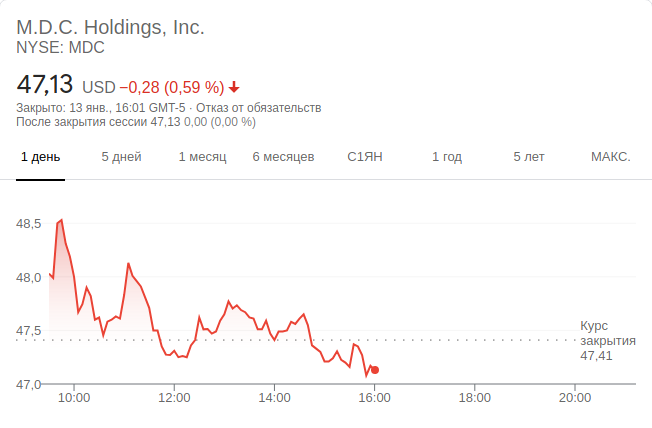 M.D.C. Holdings, Inc.
NYSE: MDC
47,13 USD −0,28 (0,59 %)
Закрыто: 13 янв., 16:01 GMT-5 · Отказ от обязательств
После закрытия сессии 47,13 0,00 (0,00 %)
1 день 5 дней 1 месяц 6 месяцев С1ЯН 1 год 5 лет МАКС.
48,5
48,0
47,5
Курс
закрытия
47,41
47,0
10:00 12:00 14:00 16:00 18:00 20:00